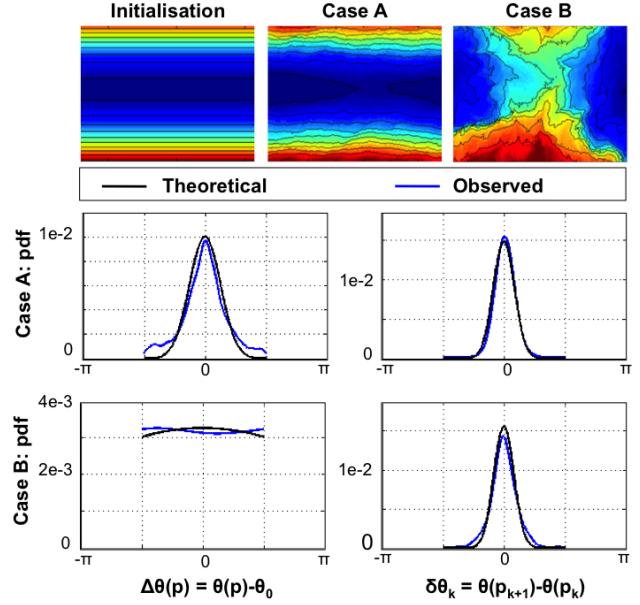 Initialisation Case A Case B
Theoretical Observed
Case A: pdf
1e-2
0
-π 0 π
1e-2
0
-π 0 π
Case B: pdf
4e-3
2e-3
0
-π 0 π
1e-2
0
-π 0 π
Δθ(p) = θ(p)-θ₀
δθₖ = θ(pₖ₊₁)-θ(pₖ)